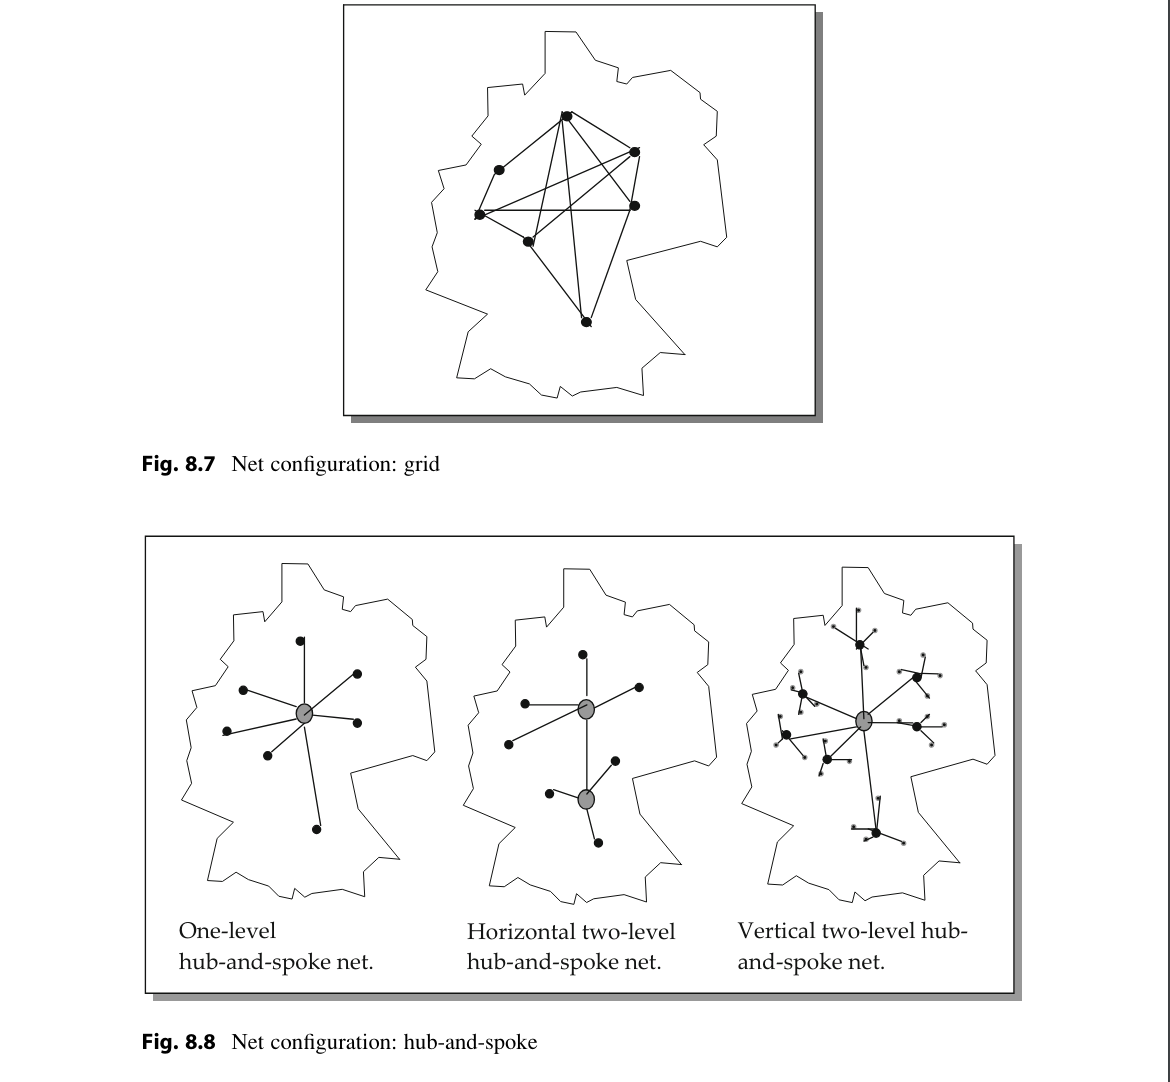 Fig. 8.7 Net configuration: grid
One-level
hub-and-spoke net.
Horizontal two-level
hub-and-spoke net.
Vertical two-level hub-
and-spoke net.
Fig. 8.8 Net configuration: hub-and-spoke